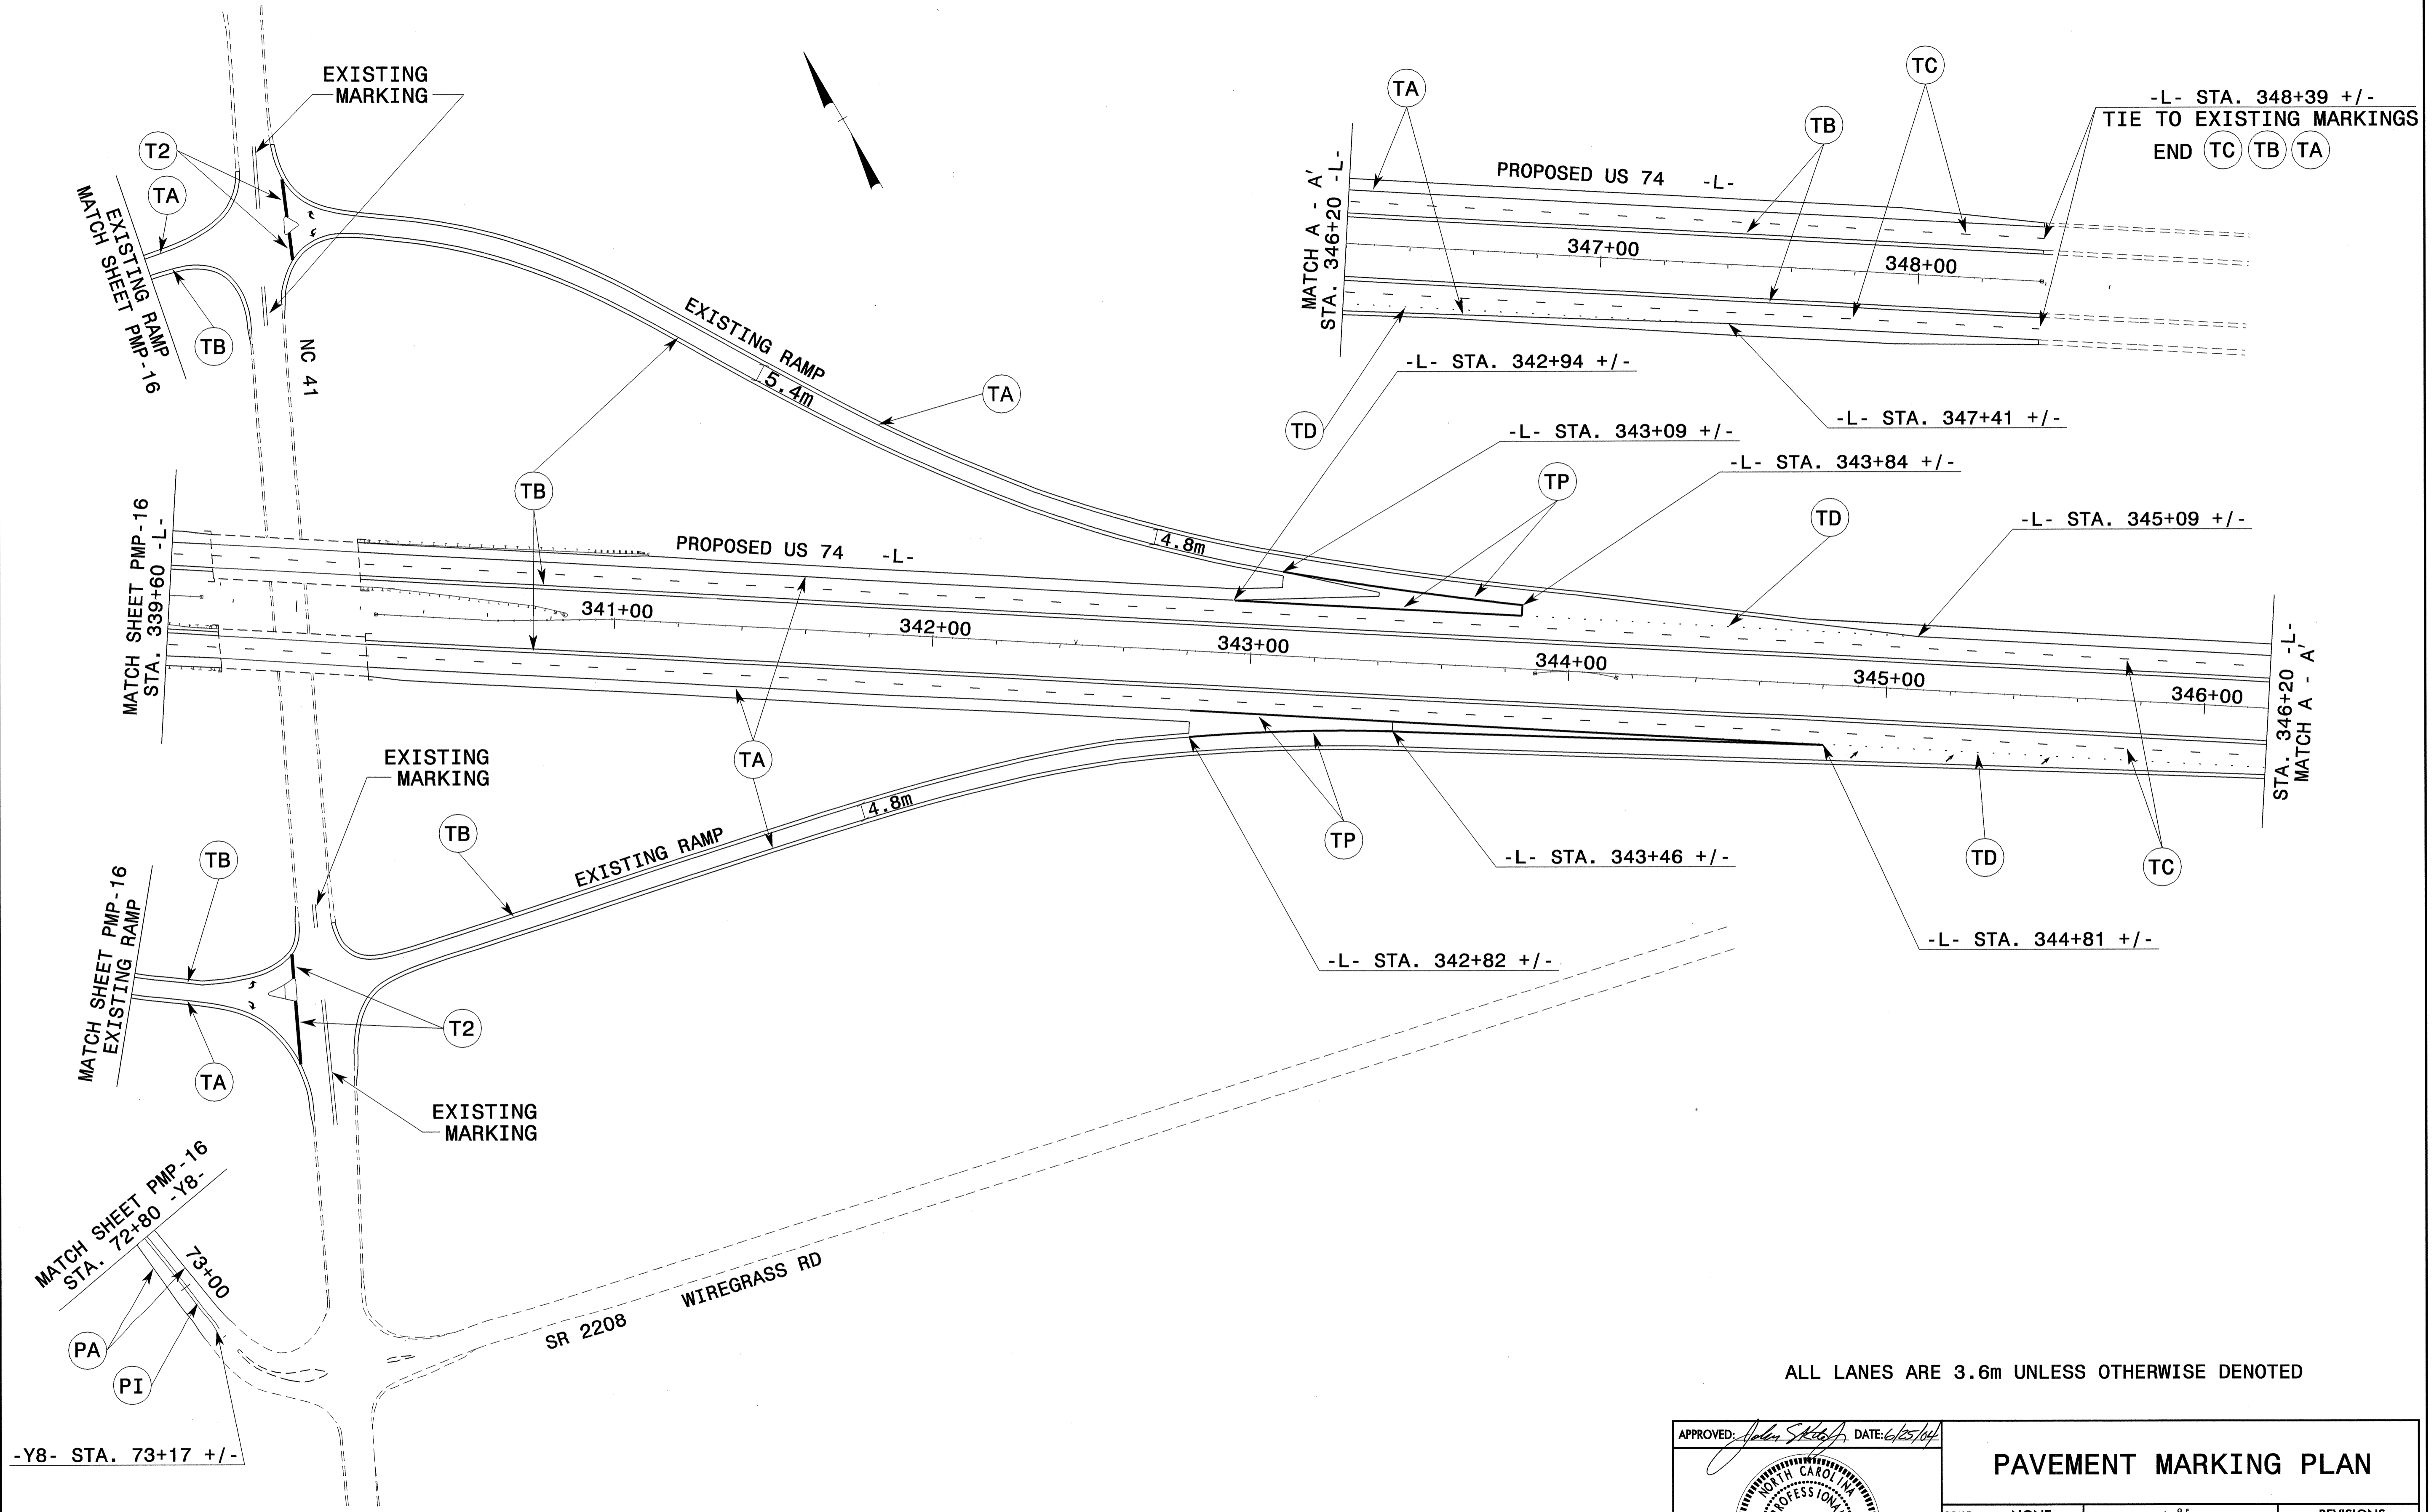 EXISTING
MARKING
T2
TA
EXISTING RAMP
MATCH SHEET PMP-16
TB
NC 41
EXISTING RAMP
5.4m
TA
TA
TC
TB
-L- STA. 348+39 +/-
TIE TO EXISTING MARKINGS
END TC TB TA
MATCH A - A'
STA. 346+20 -L-
PROPOSED US 74 -L-
347+00
348+00
-L- STA. 342+94 +/-
TD
-L- STA. 347+41 +/-
-L- STA. 343+09 +/-
-L- STA. 343+84 +/-
TP
TD
-L- STA. 345+09 +/-
MATCH SHEET PMP-16
STA. 339+60 -L-
TB
PROPOSED US 74 -L-
4.8m
341+00
342+00
343+00
344+00
345+00
346+00
STA. 346+20 -L-
MATCH A - A'
EXISTING
MARKING
TA
TB
4.8m
EXISTING RAMP
TP
-L- STA. 343+46 +/-
TD
TC
-L- STA. 344+81 +/-
-L- STA. 342+82 +/-
TB
MATCH SHEET PMP-16
EXISTING RAMP
T2
TA
EXISTING
MARKING
MATCH SHEET PMP-16
STA. 72+80 -Y8-
73+00
PA
PI
-Y8- STA. 73+17 +/-
SR 2208 WIREGRASS RD
ALL LANES ARE 3.6m UNLESS OTHERWISE DENOTED
APPROVED: DATE: 6/25/04
NORTH CAROLINA
PROFESSIONAL
PAVEMENT MARKING PLAN
NONE
REVISIONS